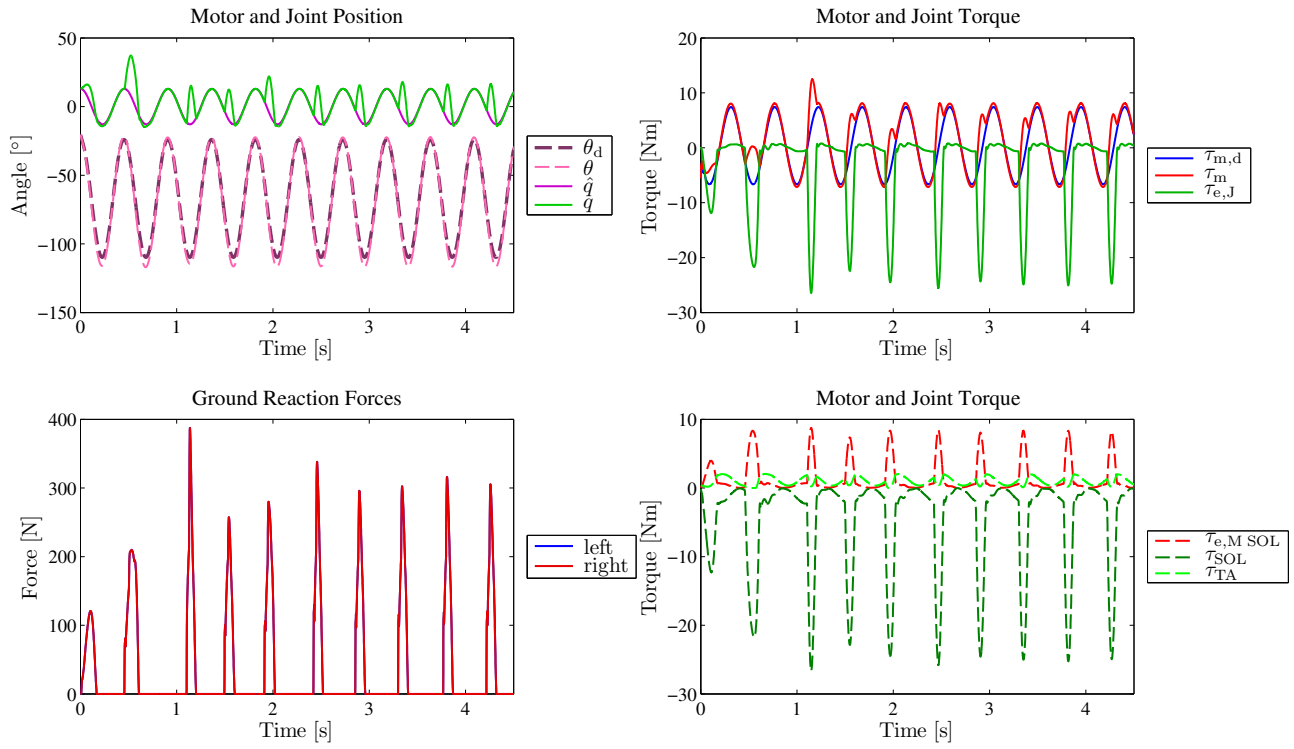 Motor and Joint Position
50
0
−50
−100
−150
0
1
2
3
4
Angle [°]
Time [s]
θd
θ
q̂
q
Motor and Joint Torque
20
10
0
−10
−20
−30
0
1
2
3
4
Torque [Nm]
Time [s]
τm,d
τm
τe,J
Ground Reaction Forces
400
300
200
100
0
0
1
2
3
4
Force [N]
Time [s]
left
right
Motor and Joint Torque
10
0
−10
−20
−30
0
1
2
3
4
Torque [Nm]
Time [s]
τe,M SOL
τSOL
τTA